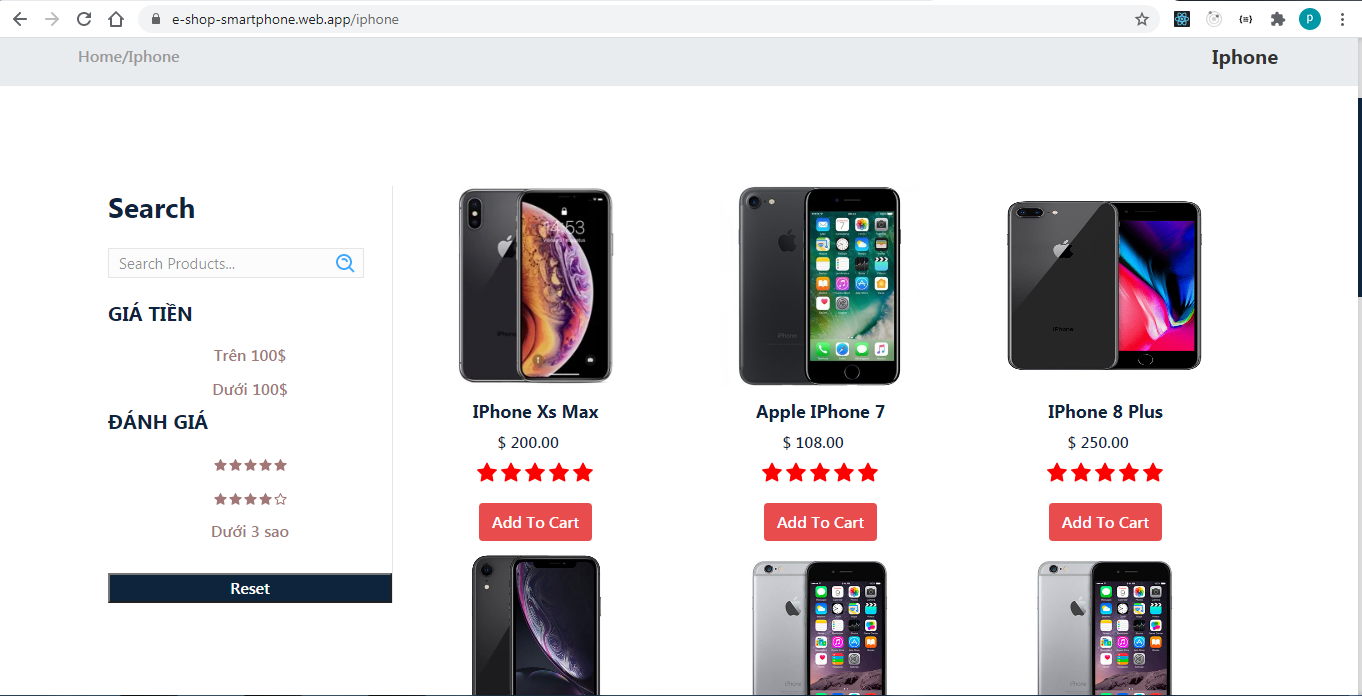 e-shop-smartphone.web.app/iphone
P
Home/Iphone
Iphone
Search
Search Products...
GIÁ TIỀN
Trên 100$
Dưới 100$
ĐÁNH GIÁ
Dưới 3 sao
Reset
IPhone Xs Max
$ 200.00
Add To Cart
Apple IPhone 7
$ 108.00
Add To Cart
IPhone 8 Plus
$ 250.00
Add To Cart